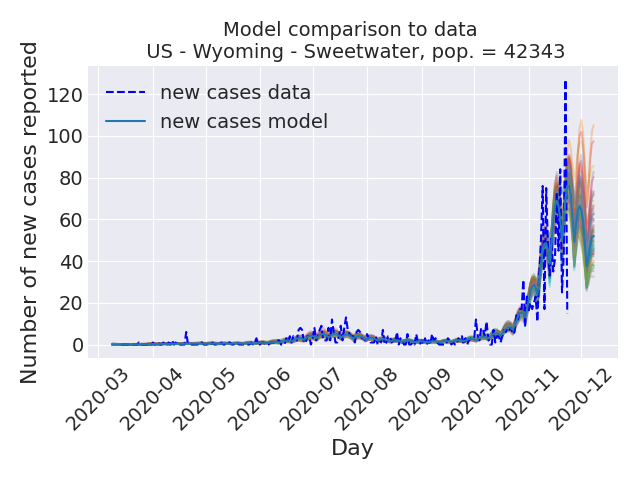 Model comparison to data
US - Wyoming - Sweetwater, pop. = 42343
Number of new cases reported
120
100
80
60
40
20
0
new cases data
new cases model
2020-03
2020-04
2020-05
2020-06
2020-07
2020-08
2020-09
2020-10
2020-11
2020-12
Day